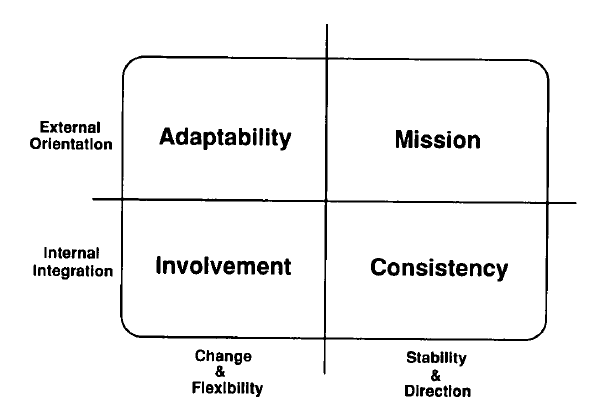 External
Orientation
Adaptability
Mission
Internal
Integration
Involvement
Consistency
Change
&
Flexibility
Stability
&
Direction